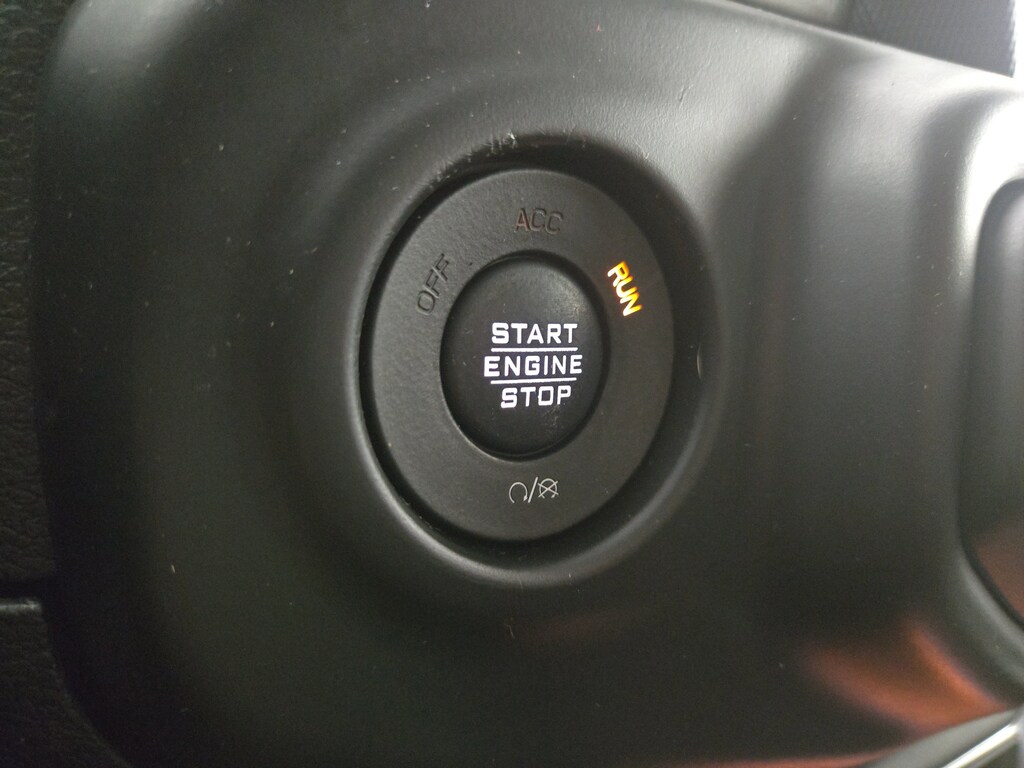 ACC
OFF
RUN
START
ENGINE
STOP